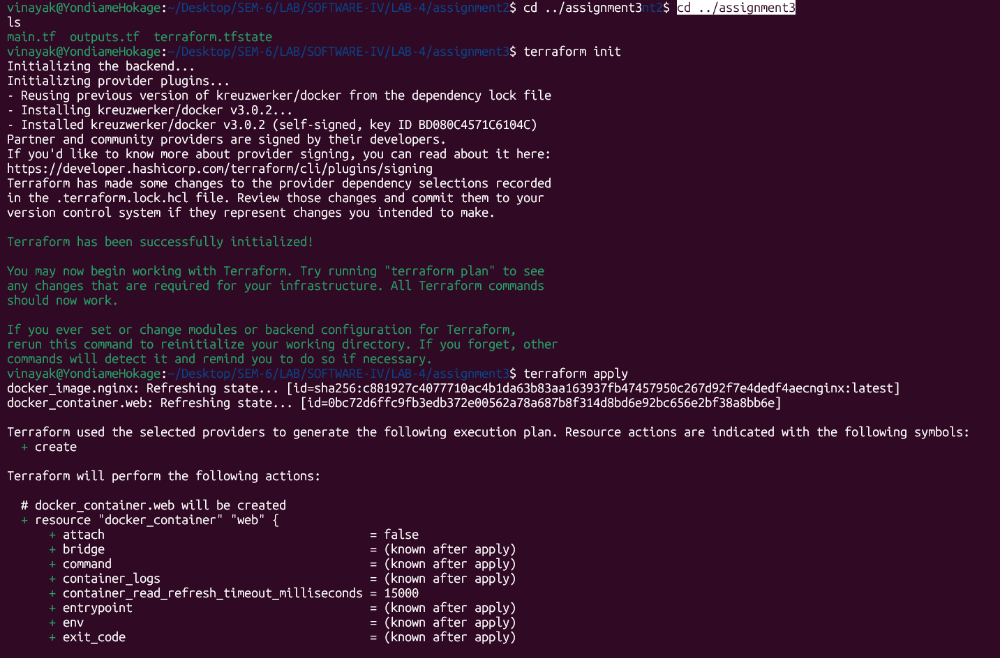 vinayak@YondiameHokage:~/Desktop/SEM-6/LAB/SOFTWARE-IV/LAB-4/assignment2$ cd ../assignment3nt2$ cd ../assignment3
ls
main.tf  outputs.tf  terraform.tfstate
vinayak@YondiameHokage:~/Desktop/SEM-6/LAB/SOFTWARE-IV/LAB-4/assignment3$ terraform init
Initializing the backend...
Initializing provider plugins...
- Reusing previous version of kreuzwerker/docker from the dependency lock file
- Installing kreuzwerker/docker v3.0.2...
- Installed kreuzwerker/docker v3.0.2 (self-signed, key ID BD080C4571C6104C)
Partner and community providers are signed by their developers.
If you'd like to know more about provider signing, you can read about it here:
https://developer.hashicorp.com/terraform/cli/plugins/signing
Terraform has made some changes to the provider dependency selections recorded
in the .terraform.lock.hcl file. Review those changes and commit them to your
version control system if they represent changes you intended to make.

Terraform has been successfully initialized!

You may now begin working with Terraform. Try running "terraform plan" to see
any changes that are required for your infrastructure. All Terraform commands
should now work.

If you ever set or change modules or backend configuration for Terraform,
rerun this command to reinitialize your working directory. If you forget, other
commands will detect it and remind you to do so if necessary.
vinayak@YondiameHokage:~/Desktop/SEM-6/LAB/SOFTWARE-IV/LAB-4/assignment3$ terraform apply
docker_image.nginx: Refreshing state... [id=sha256:c881927c4077710ac4b1da63b83aa163937fb47457950c267d92f7e4dedf4aecnginx:latest]
docker_container.web: Refreshing state... [id=0bc72d6ffc9fb3edb372e00562a78a687b8f314d8bd6e92bc656e2bf38a8bb6e]

Terraform used the selected providers to generate the following execution plan. Resource actions are indicated with the following symbols:
  + create

Terraform will perform the following actions:

  # docker_container.web will be created
  + resource "docker_container" "web" {
      + attach                                      = false
      + bridge                                      = (known after apply)
      + command                                     = (known after apply)
      + container_logs                              = (known after apply)
      + container_read_refresh_timeout_milliseconds = 15000
      + entrypoint                                  = (known after apply)
      + env                                         = (known after apply)
      + exit_code                                   = (known after apply)